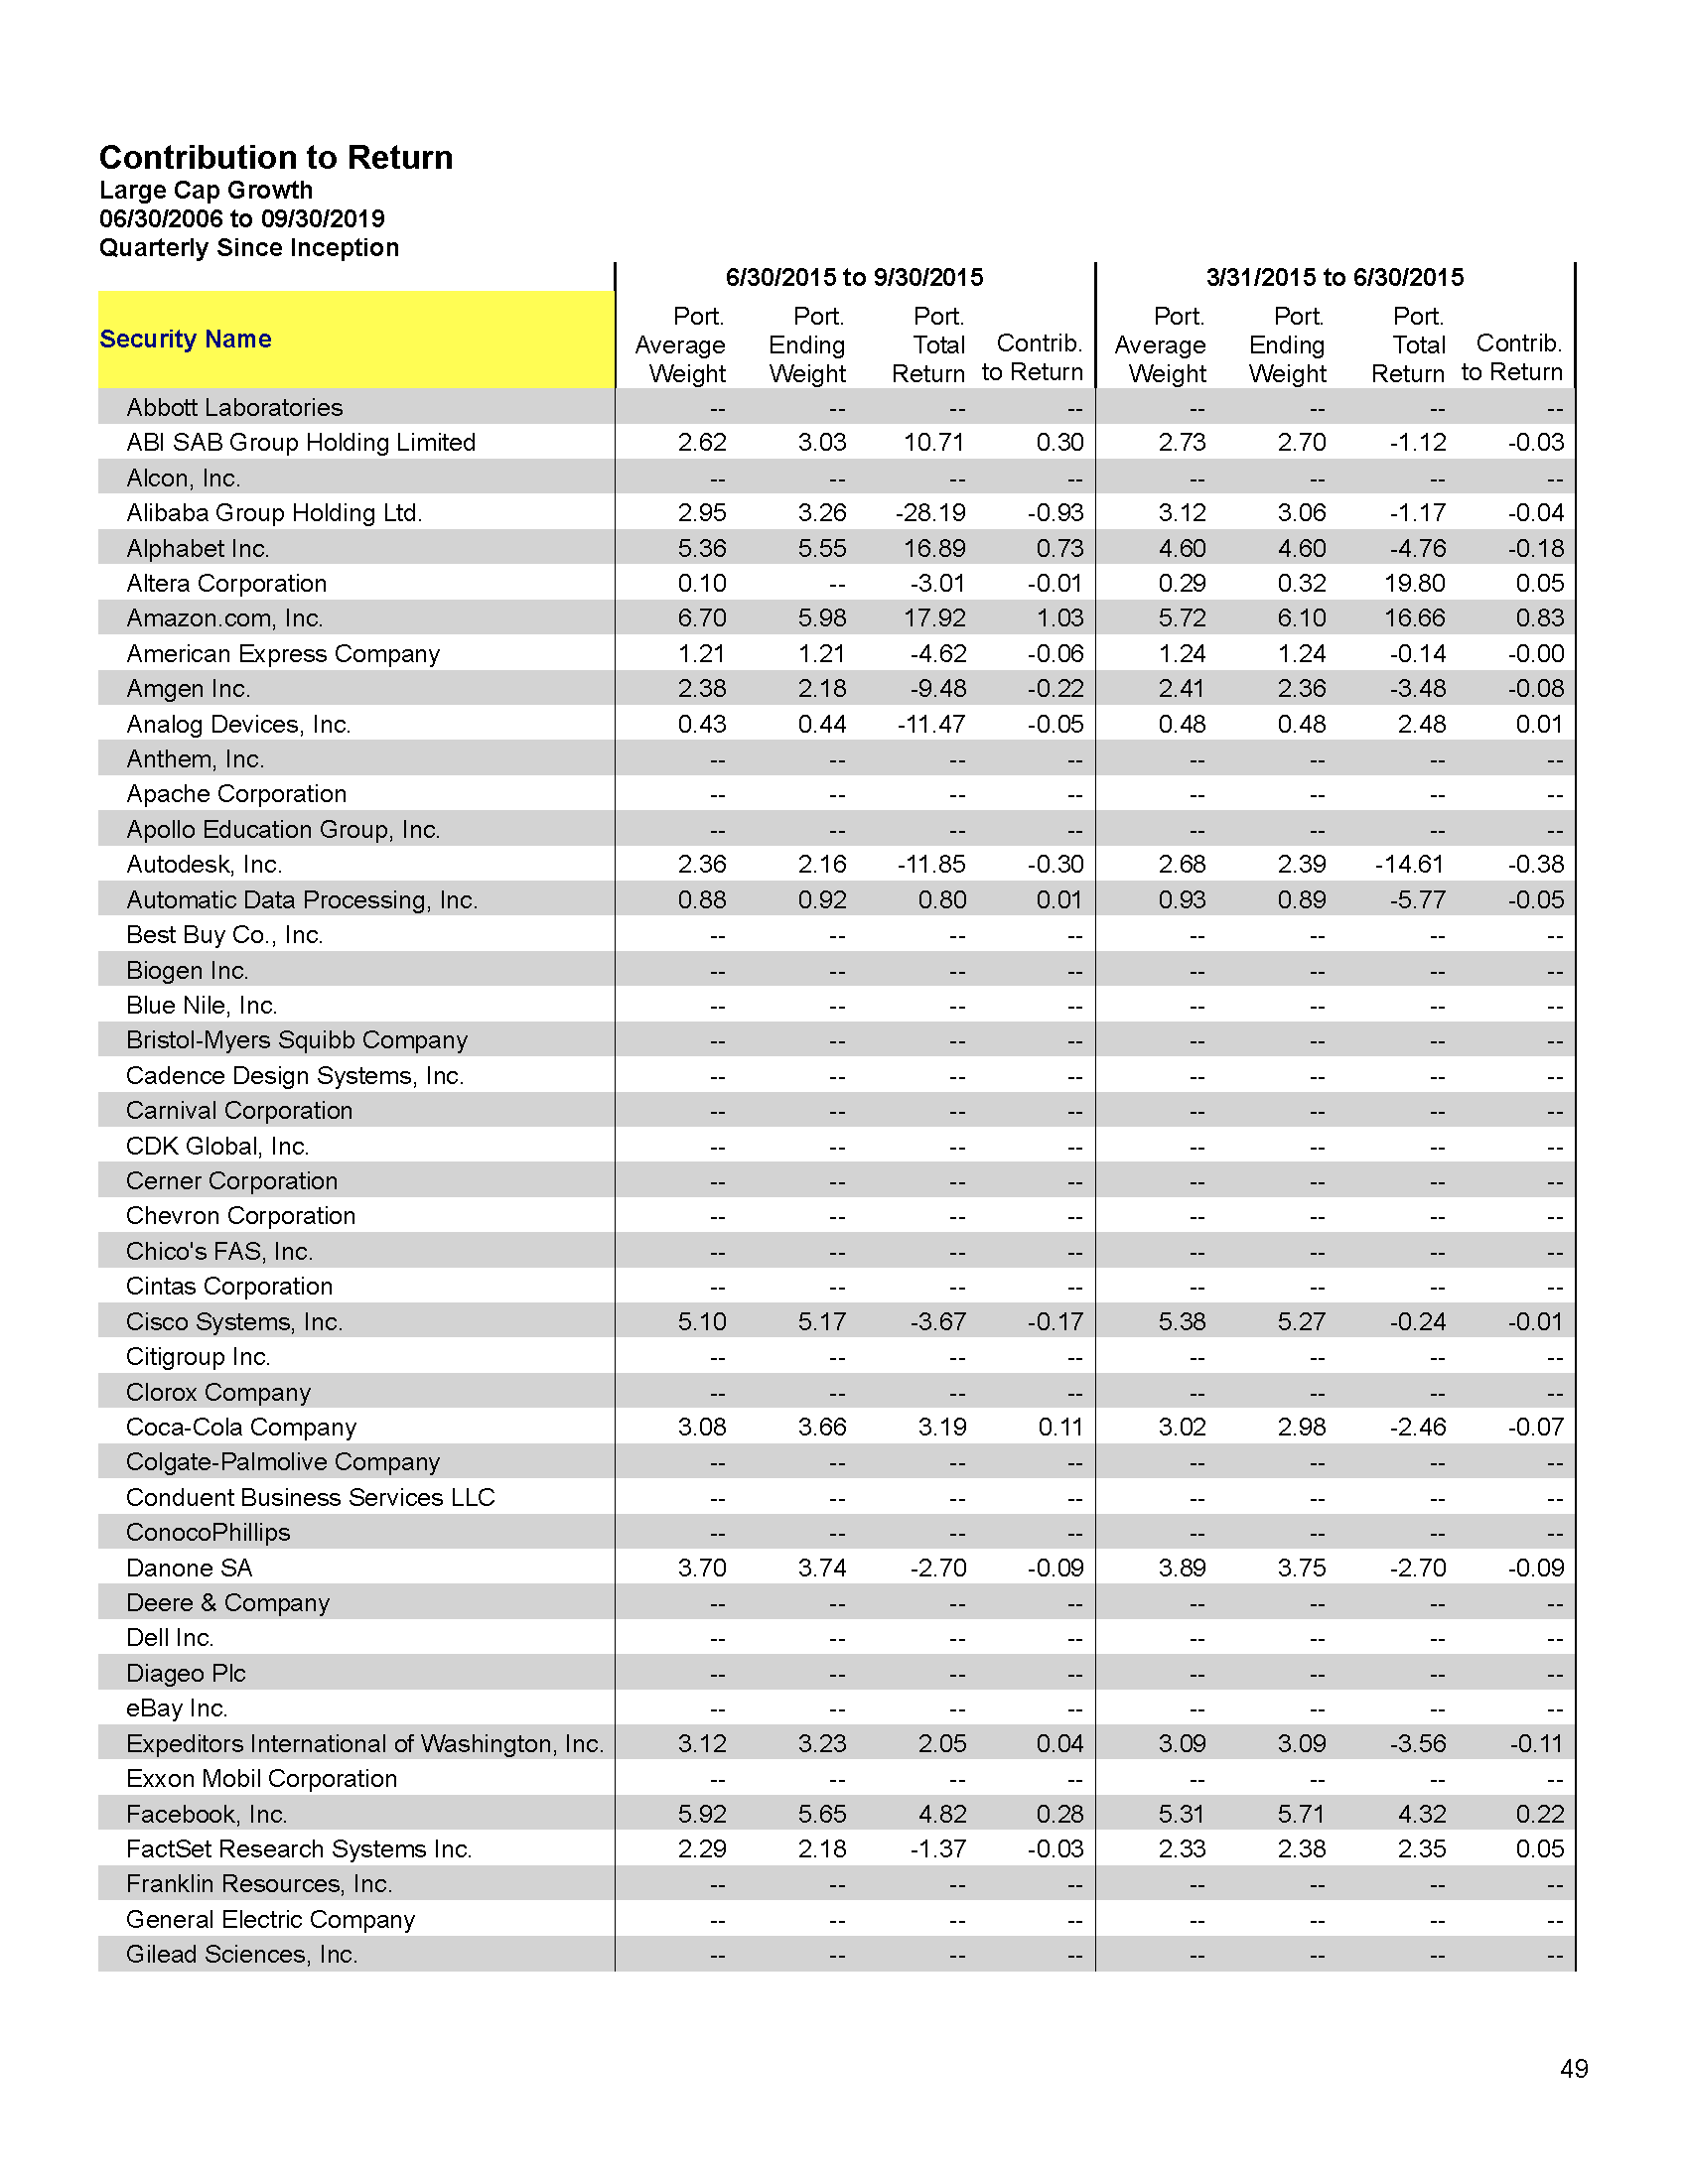 Contribution to Return
Large Cap Growth
06/30/2006 to 09/30/2019
Quarterly Since Inception
6/30/2015 to 9/30/2015 3/31/2015 to 6/30/2015
Security Name Port. Average Weight Port. Ending Weight Port. Total Return Contrib. to Return Port. Average Weight Port. Ending Weight Port. Total Return Contrib. to Return
Abbott Laboratories -- -- -- -- -- -- -- --
ABI SAB Group Holding Limited 2.62 3.03 10.71 0.30 2.73 2.70 -1.12 -0.03
Alcon, Inc. -- -- -- -- -- -- -- --
Alibaba Group Holding Ltd. 2.95 3.26 -28.19 -0.93 3.12 3.06 -1.17 -0.04
Alphabet Inc. 5.36 5.55 16.89 0.73 4.60 4.60 -4.76 -0.18
Altera Corporation 0.10 -- -3.01 -0.01 0.29 0.32 19.80 0.05
Amazon.com, Inc. 6.70 5.98 17.92 1.03 5.72 6.10 16.66 0.83
American Express Company 1.21 1.21 -4.62 -0.06 1.24 1.24 -0.14 -0.00
Amgen Inc. 2.38 2.18 -9.48 -0.22 2.41 2.36 -3.48 -0.08
Analog Devices, Inc. 0.43 0.44 -11.47 -0.05 0.48 0.48 2.48 0.01
Anthem, Inc. -- -- -- -- -- -- -- --
Apache Corporation -- -- -- -- -- -- -- --
Apollo Education Group, Inc. -- -- -- -- -- -- -- --
Autodesk, Inc. 2.36 2.16 -11.85 -0.30 2.68 2.39 -14.61 -0.38
Automatic Data Processing, Inc. 0.88 0.92 0.80 0.01 0.93 0.89 -5.77 -0.05
Best Buy Co., Inc. -- -- -- -- -- -- -- --
Biogen Inc. -- -- -- -- -- -- -- --
Blue Nile, Inc. -- -- -- -- -- -- -- --
Bristol-Myers Squibb Company -- -- -- -- -- -- -- --
Cadence Design Systems, Inc. -- -- -- -- -- -- -- --
Carnival Corporation -- -- -- -- -- -- -- --
CDK Global, Inc. -- -- -- -- -- -- -- --
Cerner Corporation -- -- -- -- -- -- -- --
Chevron Corporation -- -- -- -- -- -- -- --
Chico's FAS, Inc. -- -- -- -- -- -- -- --
Cintas Corporation -- -- -- -- -- -- -- --
Cisco Systems, Inc. 5.10 5.17 -3.67 -0.17 5.38 5.27 -0.24 -0.01
Citigroup Inc. -- -- -- -- -- -- -- --
Clorox Company -- -- -- -- -- -- -- --
Coca-Cola Company 3.08 3.66 3.19 0.11 3.02 2.98 -2.46 -0.07
Colgate-Palmolive Company -- -- -- -- -- -- -- --
Conduent Business Services LLC -- -- -- -- -- -- -- --
ConocoPhillips -- -- -- -- -- -- -- --
Danone SA 3.70 3.74 -2.70 -0.09 3.89 3.75 -2.70 -0.09
Deere & Company -- -- -- -- -- -- -- --
Dell Inc. -- -- -- -- -- -- -- --
Diageo Plc -- -- -- -- -- -- -- --
eBay Inc. -- -- -- -- -- -- -- --
Expeditors International of Washington, Inc. 3.12 3.23 2.05 0.04 3.09 3.09 -3.56 -0.11
Exxon Mobil Corporation -- -- -- -- -- -- -- --
Facebook, Inc. 5.92 5.65 4.82 0.28 5.31 5.71 4.32 0.22
FactSet Research Systems Inc. 2.29 2.18 -1.37 -0.03 2.33 2.38 2.35 0.05
Franklin Resources, Inc. -- -- -- -- -- -- -- --
General Electric Company -- -- -- -- -- -- -- --
Gilead Sciences, Inc. -- -- -- -- -- -- -- --
49